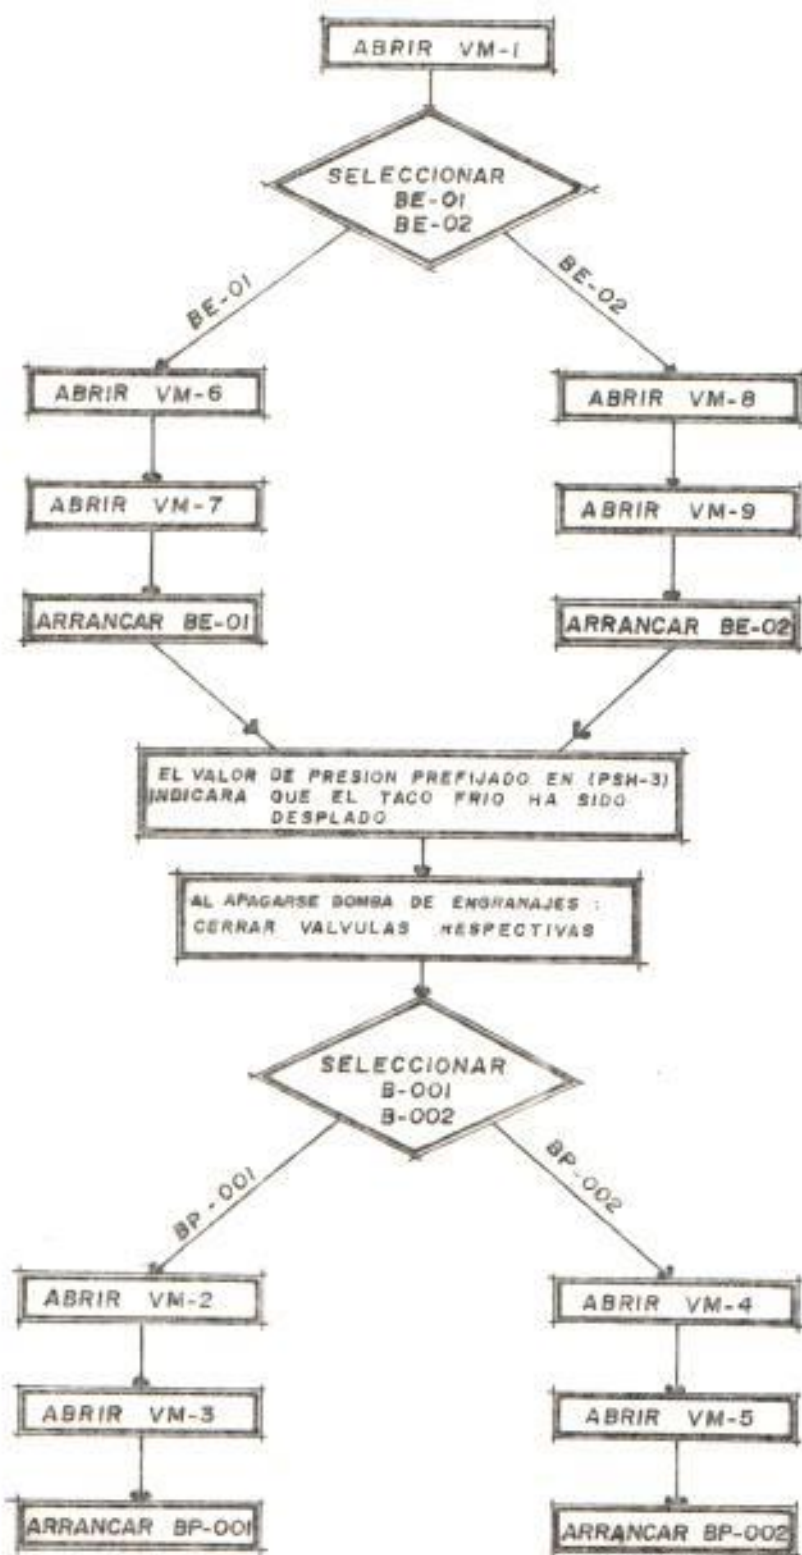 ABRIR VM-1
SELECCIONAR
BE-01
BE-02
BE-01
BE-02
ABRIR VM-6
ABRIR VM-8
ABRIR VM-7
ABRIR VM-9
ARRANCAR BE-01
ARRANCAR BE-02
EL VALOR DE PRESION PREFIJADO EN (PSH-3)
INDICARA QUE EL TACO FRIO HA SIDO
DESPLADO
AL APAGARSE BOMBA DE ENGRANAJES :
CERRAR VALVULAS RESPECTIVAS
SELECCIONAR
B-001
B-002
BP-001
BP-002
ABRIR VM-2
ABRIR VM-4
ABRIR VM-3
ABRIR VM-5
ARRANCAR BP-001
ARRANCAR BP-002